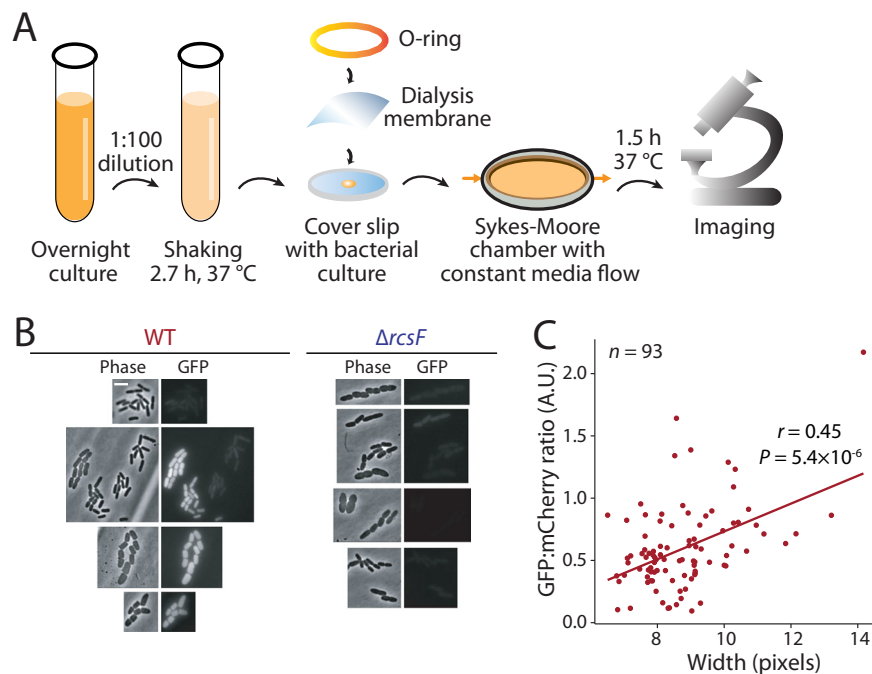 A
O-ring
Dialysis
membrane
1:100
dilution
1.5 h
37 °C
Overnight
culture
Shaking
2.7 h, 37 °C
Cover slip
with bacterial
culture
Sykes-Moore
chamber with
constant media flow
Imaging
B
WT
ΔrcsF
Phase
GFP
Phase
GFP
C
n = 93
r = 0.45
P = 5.4×10⁻⁶
GFP:mCherry ratio (A.U.)
2.0
1.5
1.0
0.5
0.0
8
10
12
14
Width (pixels)